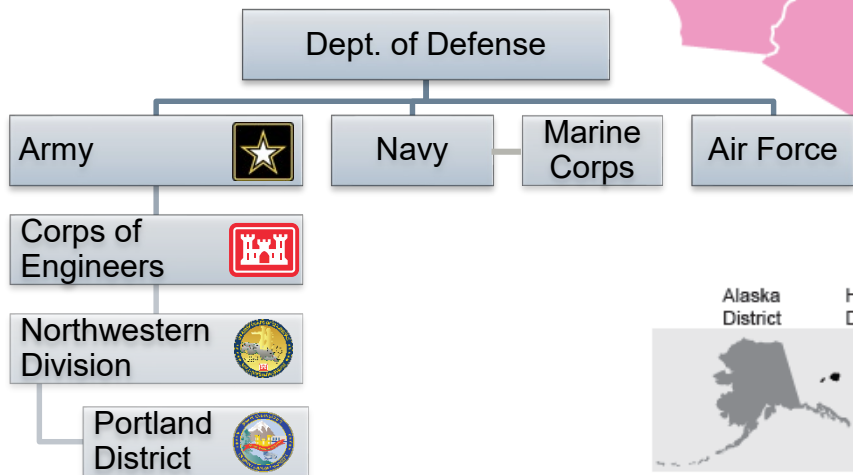 Dept. of Defense
Army
Navy
Marine
Corps
Air Force
Corps of
Engineers
Northwestern
Division
Portland
District
Alaska
District